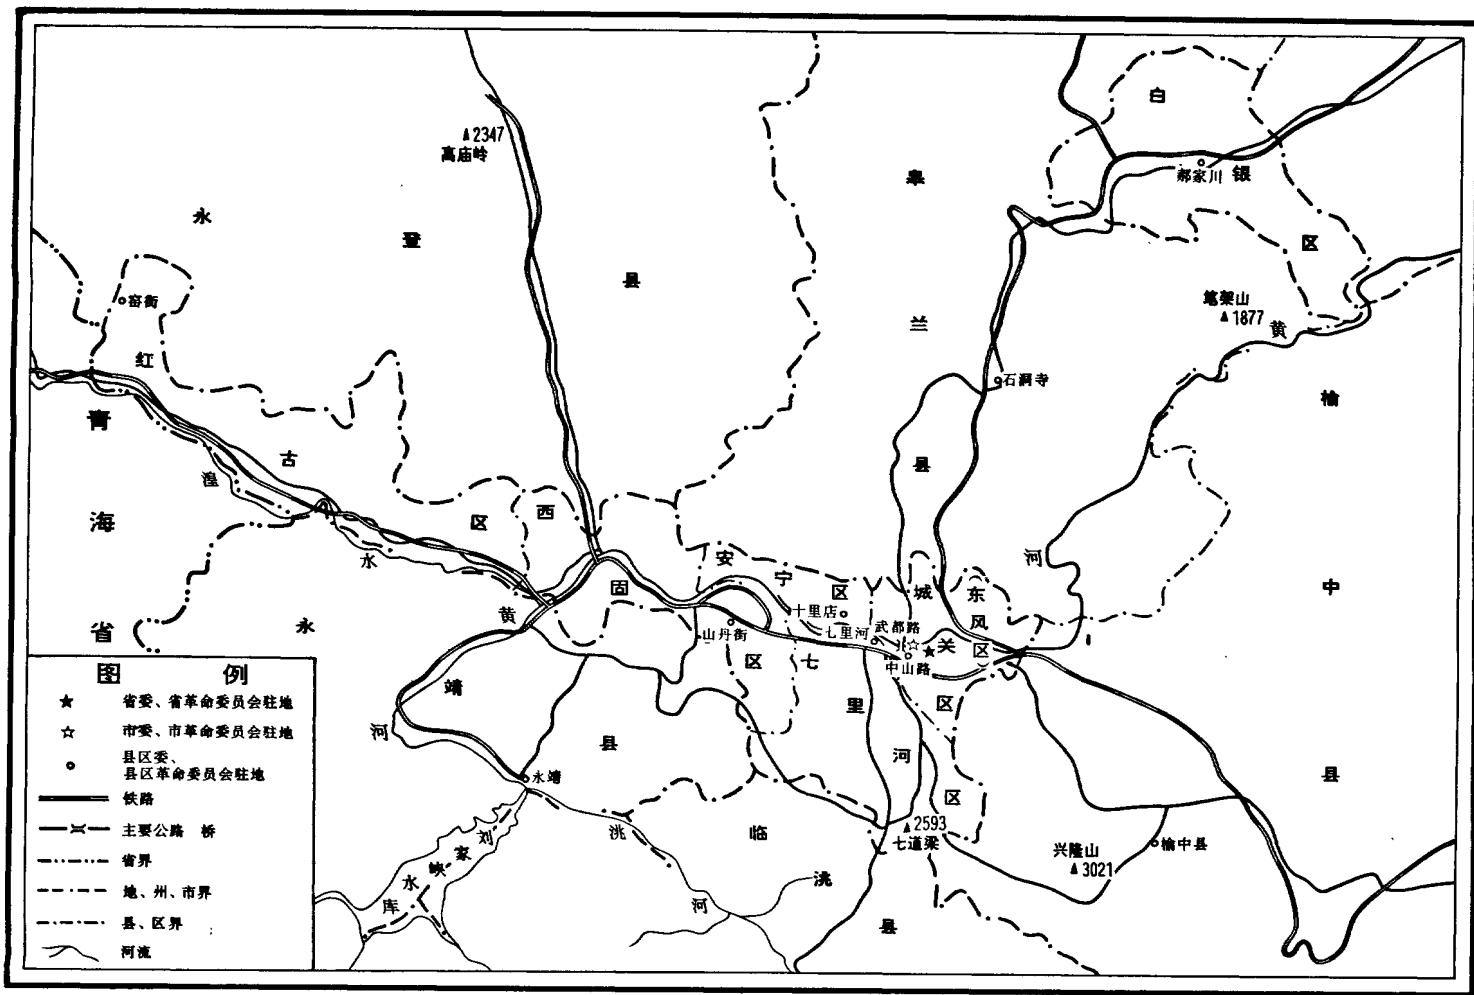 白
银
区
郝家川
▲2347
高庙岭
永
登
县
皋
兰
县
窑街
红
古
区
笔架山
▲1877
黄
河
榆
中
县
石洞寺
青
海
省
湟
水
西
固
区
安
宁
区
城
关
区
东
风
区
十里店
七里河
武都路
中山路
山丹街
七
里
河
区
黄
河
永
靖
县
永靖
刘
家
峡
水
库
洮
河
临
洮
县
▲2593
七道梁
兴隆山
▲3021
榆中县
图 例
省委、省革命委员会驻地
市委、市革命委员会驻地
县区委、
县区革命委员会驻地
铁路
主要公路 桥
省界
地、州、市界
县、区界
河流